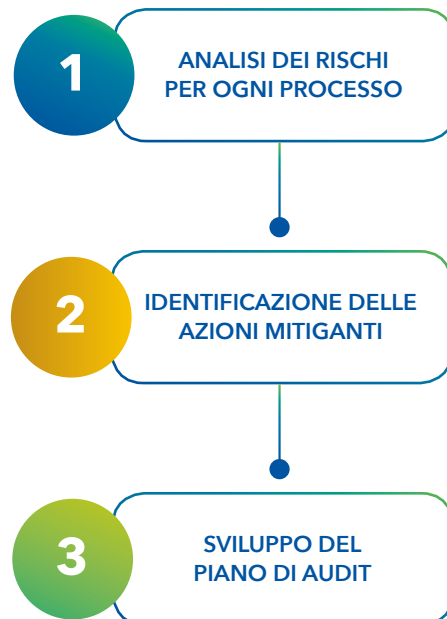 1
ANALISI DEI RISCHI
PER OGNI PROCESSO
2
IDENTIFICAZIONE DELLE
AZIONI MITIGANTI
3
SVILUPPO DEL
PIANO DI AUDIT